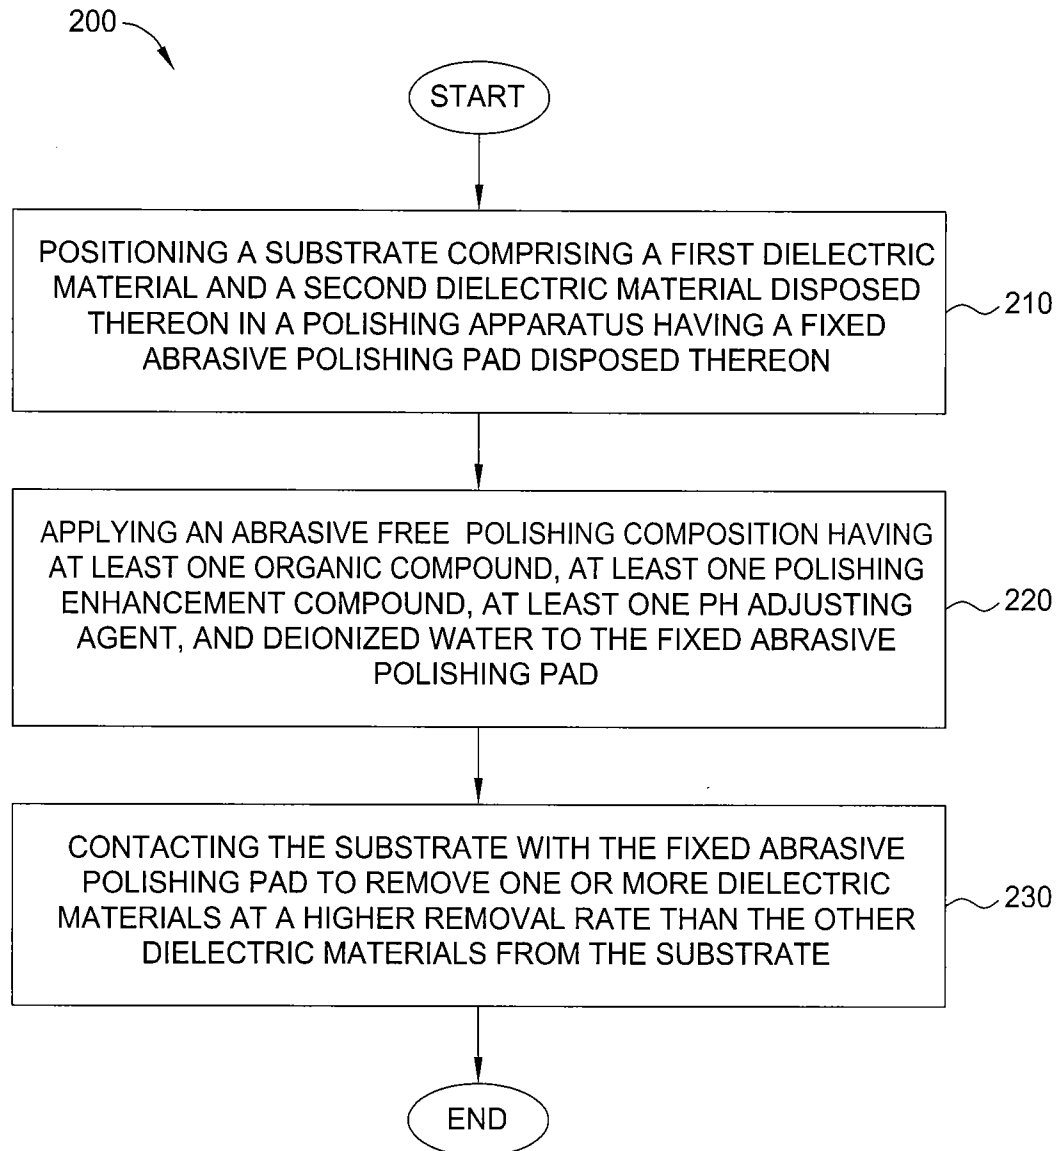 200
START
POSITIONING A SUBSTRATE COMPRISING A FIRST DIELECTRIC
MATERIAL AND A SECOND DIELECTRIC MATERIAL DISPOSED
THEREON IN A POLISHING APPARATUS HAVING A FIXED
ABRASIVE POLISHING PAD DISPOSED THEREON
210
APPLYING AN ABRASIVE FREE POLISHING COMPOSITION HAVING
AT LEAST ONE ORGANIC COMPOUND, AT LEAST ONE POLISHING
ENHANCEMENT COMPOUND, AT LEAST ONE PH ADJUSTING
AGENT, AND DEIONIZED WATER TO THE FIXED ABRASIVE
POLISHING PAD
220
CONTACTING THE SUBSTRATE WITH THE FIXED ABRASIVE
POLISHING PAD TO REMOVE ONE OR MORE DIELECTRIC
MATERIALS AT A HIGHER REMOVAL RATE THAN THE OTHER
DIELECTRIC MATERIALS FROM THE SUBSTRATE
230
END